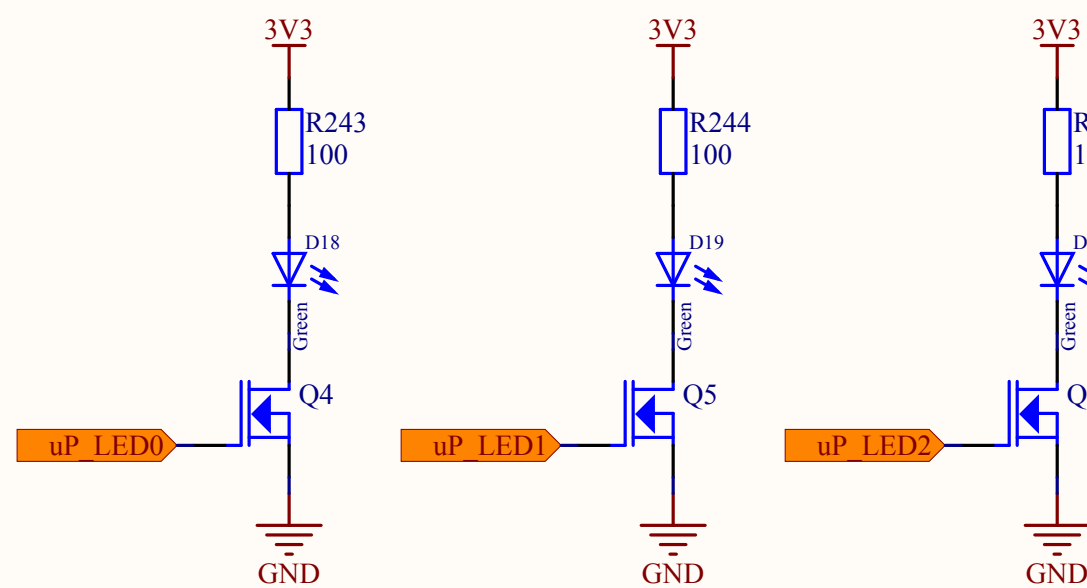 3V3
R243
100
D18
Green
Q4
uP_LED0
GND
3V3
R244
100
D19
Green
Q5
uP_LED1
GND
3V3
R
1
D
Green
Q
uP_LED2
GND